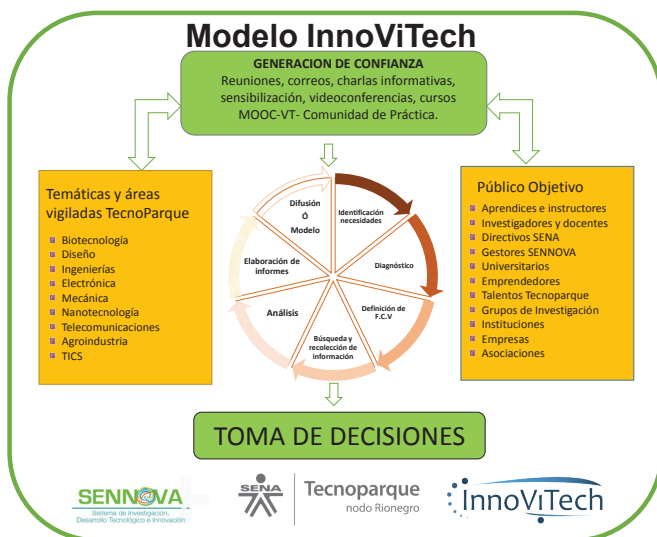 Modelo InnoViTech
GENERACION DE CONFIANZA
Reuniones, correos, charlas informativas,
sensibilización, videoconferencias, cursos
MOOC-VT- Comunidad de Práctica.
Temáticas y áreas
vigiladas TecnoParque
Biotecnología
Diseño
Ingenierías
Electrónica
Mecánica
Nanotecnología
Telecomunicaciones
Agroindustria
TICS
Difusión
Ó
Modelo
Identificación
necesidades
Diagnóstico
Definición de
F.C.V
Búsqueda y
recolección de
información
Análisis
Elaboración de
informes
Público Objetivo
Aprendices e instructores
Investigadores y docentes
Directivos SENA
Gestores SENNOVA
Universitarios
Emprendedores
Talentos Tecnoparque
Grupos de Investigación
Instituciones
Empresas
Asociaciones
TOMA DE DECISIONES
SENNOVA
Sistema de Investigación,
Desarrollo Tecnológico e Innovación
SENA
Tecnoparque
nodo Rionegro
InnoViTech